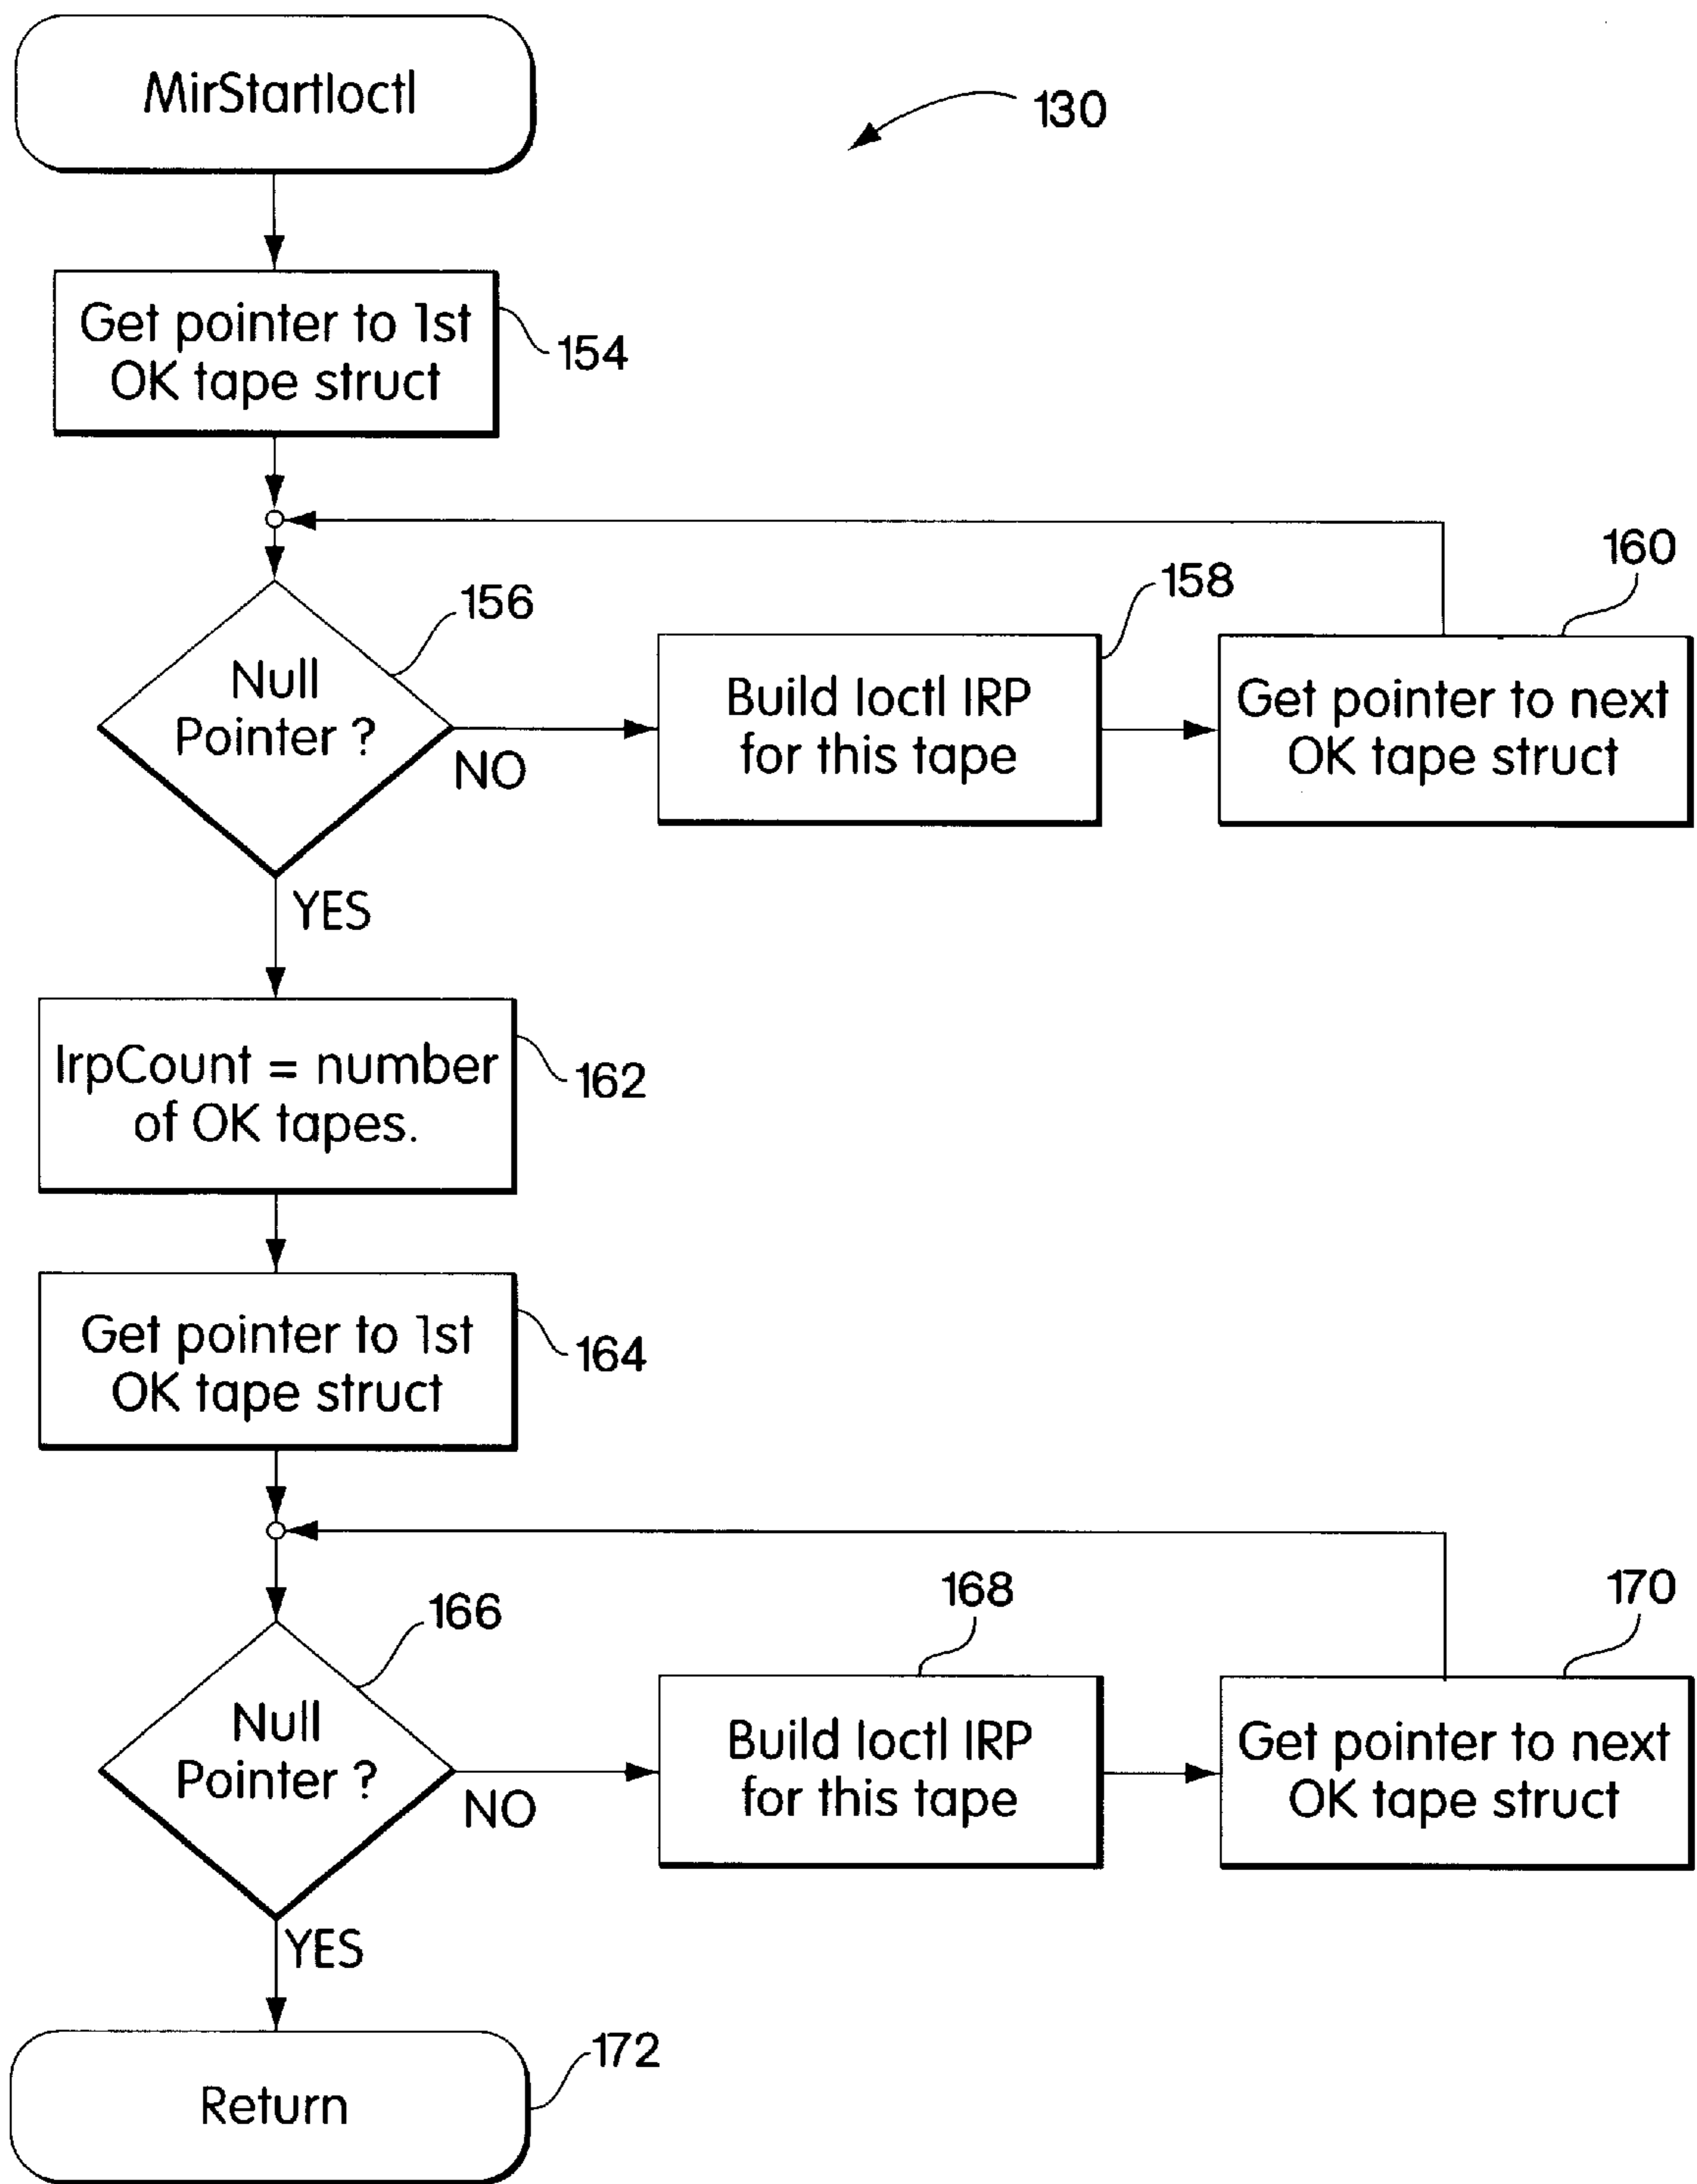 MirStartIoctl
130
Get pointer to 1st
OK tape struct
154
156
Null
Pointer ?
NO
158
Build Ioctl IRP
for this tape
160
Get pointer to next
OK tape struct
YES
IrpCount = number
of OK tapes.
162
Get pointer to 1st
OK tape struct
164
166
Null
Pointer ?
NO
168
Build Ioctl IRP
for this tape
170
Get pointer to next
OK tape struct
YES
Return
172